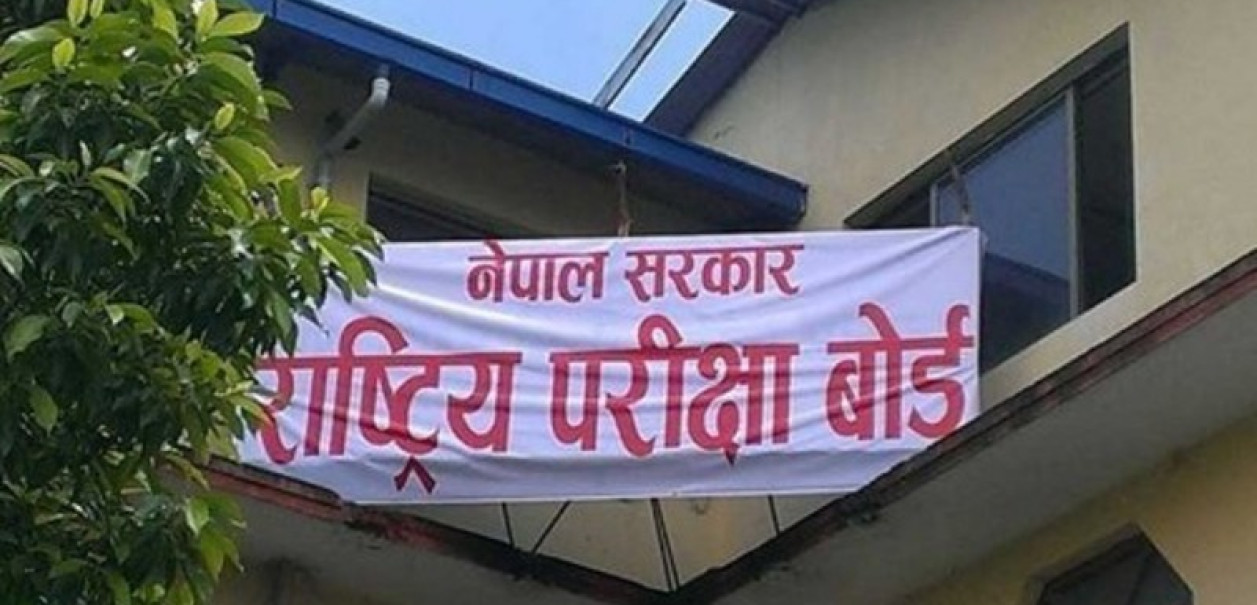 नेपाल सरकार
राष्ट्रिय परीक्षा बोर्ड